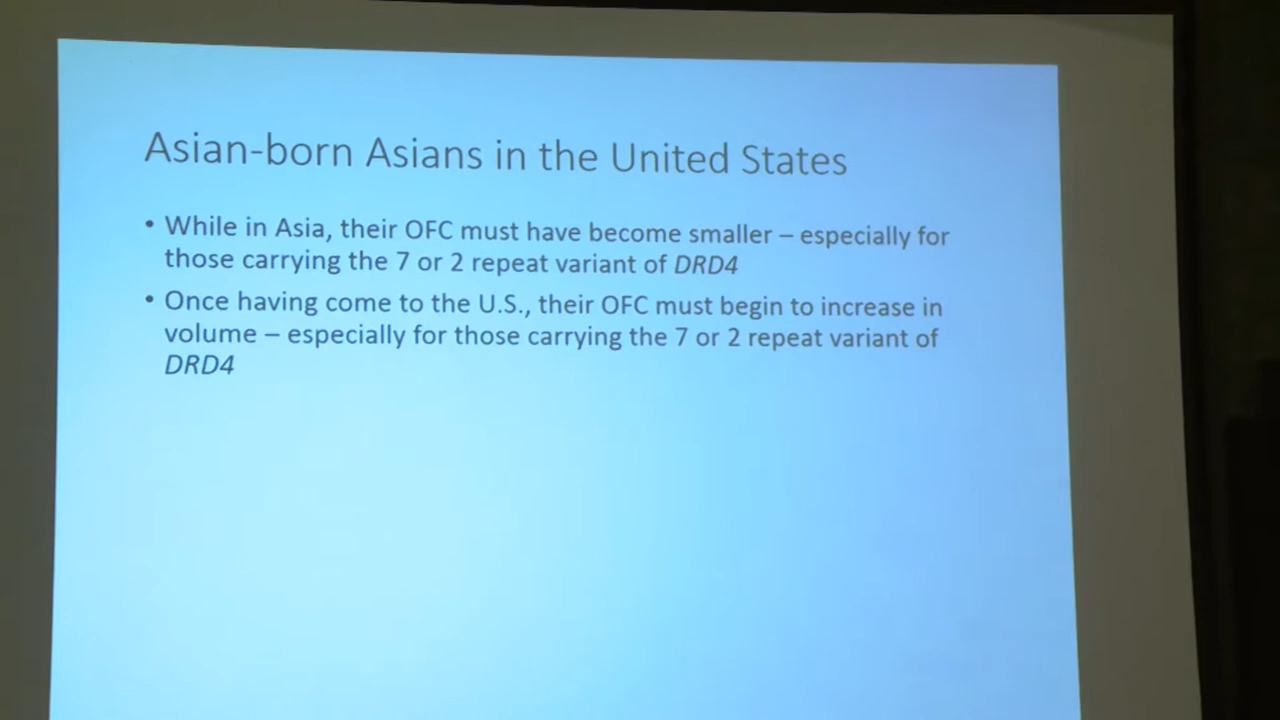 Asian-born Asians in the United States
• While in Asia, their OFC must have become smaller – especially for
those carrying the 7 or 2 repeat variant of DRD4
• Once having come to the U.S., their OFC must begin to increase in
volume – especially for those carrying the 7 or 2 repeat variant of
DRD4